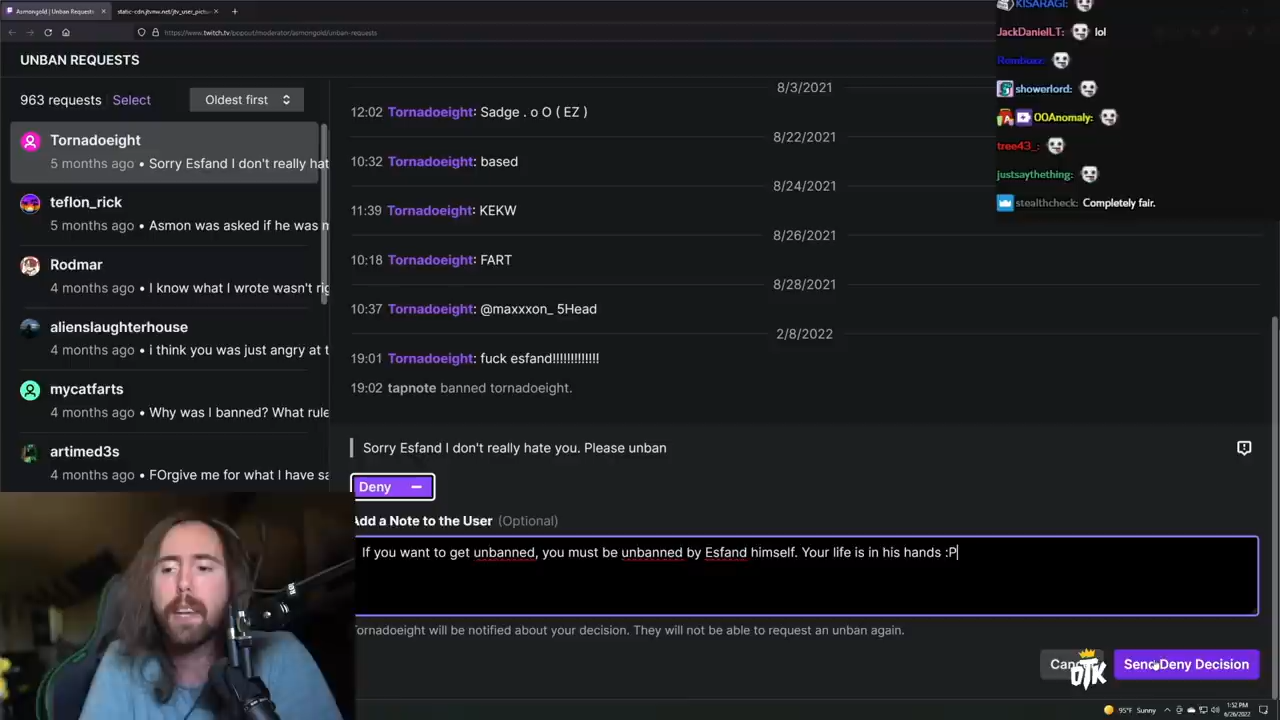 Asmongold | Unban Requests
static-cdn.jtvnw.net/jtv_user_pictu
https://www.twitch.tv/popout/moderator/asmongold/unban-requests
UNBAN REQUESTS
963 requests Select Oldest first
Tornadoeight
5 months ago • Sorry Esfand I don't really hat
teflon_rick
5 months ago • Asmon was asked if he was n
Rodmar
4 months ago • I know what I wrote wasn't rig
alienslaughterhouse
4 months ago • i think you was just angry at t
mycatfarts
4 months ago • Why was I banned? What rule
artimed3s
4 months ago • FOrgive me for what I have sa
8/3/2021
12:02 Tornadoeight: Sadge . o O ( EZ )
8/22/2021
10:32 Tornadoeight: based
8/24/2021
11:39 Tornadoeight: KEKW
8/26/2021
10:18 Tornadoeight: FART
8/28/2021
10:37 Tornadoeight: @maxxxon_ 5Head
2/8/2022
19:01 Tornadoeight: fuck esfand!!!!!!!!!!!!!
19:02 tapnote banned tornadoeight.
Sorry Esfand I don't really hate you. Please unban
Deny
Add a Note to the User (Optional)
If you want to get unbanned, you must be unbanned by Esfand himself. Your life is in his hands :P
Tornadoeight will be notified about your decision. They will not be able to request an unban again.
Send Deny Decision
OTK
KISARAGI:
JackDanielLT: lol
Rombuzz:
showerlord:
OOAnomaly:
tree43_:
justsaythething:
stealthcheck: Completely fair.
95°F Sunny
1:52 PM
6/26/2022